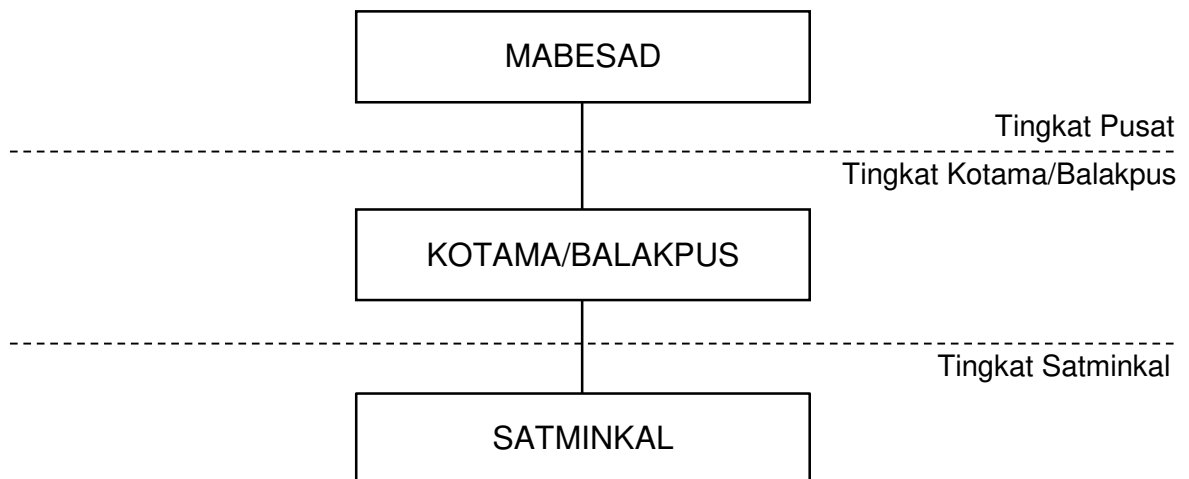 MABESAD
Tingkat Pusat
Tingkat Kotama/Balakpus
KOTAMA/BALAKPUS
Tingkat Satminkal
SATMINKAL